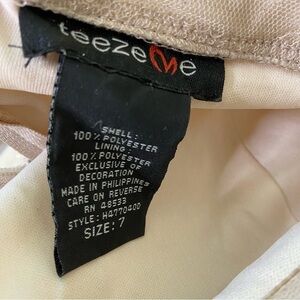 teezeme
SHELL:
100% POLYESTER
LINING:
100% POLYESTER
EXCLUSIVE OF
DECORATION
MADE IN PHILIPPINES
CARE ON REVERSE
RN 48533
STYLE: H4770400
SIZE: 7